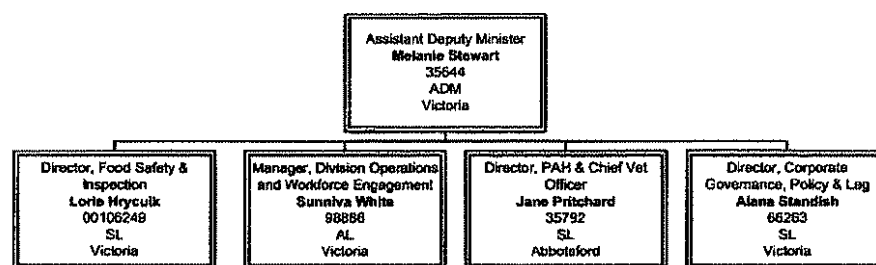 Assistant Deputy Minister
Melanie Stewart
35644
ADM
Victoria
Director, Food Safety &
Inspection
Lorie Hrycuik
00106249
SL
Victoria
Manager, Division Operations
and Workforce Engagement
Sunniva White
98866
AL
Victoria
Director, PAH & Chief Vet
Officer
Jane Pritchard
35792
SL
Abbotsford
Director, Corporate
Governance, Policy & Leg
Alana Standish
66263
SL
Victoria